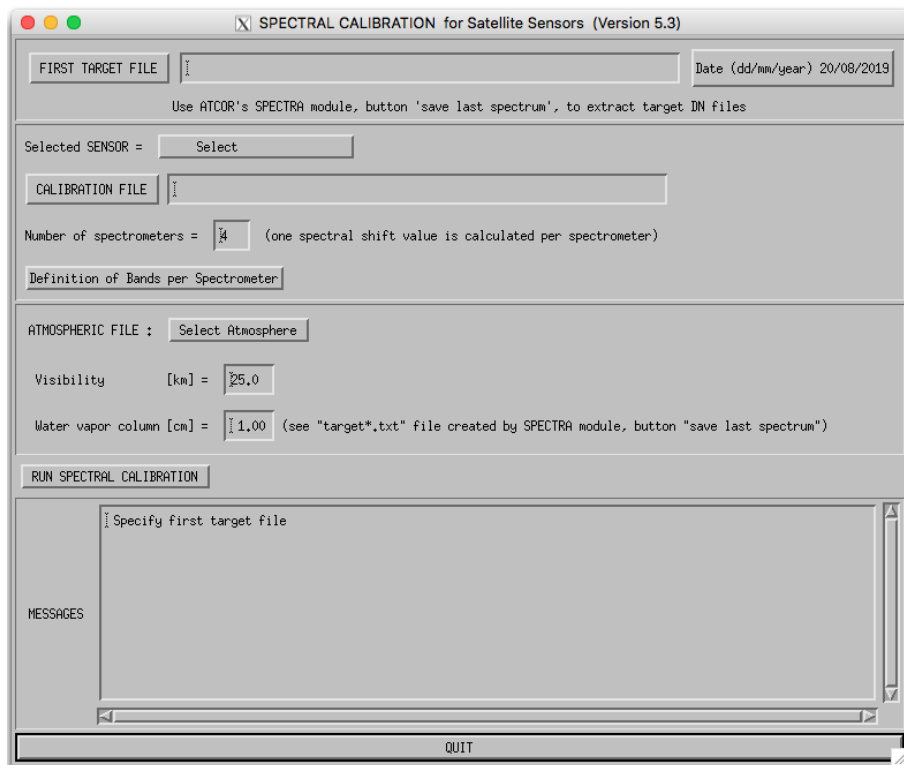 SPECTRAL CALIBRATION for Satellite Sensors (Version 5.3)
FIRST TARGET FILE
Date (dd/mm/year) 20/08/2019
Use ATCOR's SPECTRA module, button 'save last spectrum', to extract target DN files
Selected SENSOR = Select
CALIBRATION FILE
Number of spectrometers = 4 (one spectral shift value is calculated per spectrometer)
Definition of Bands per Spectrometer
ATMOSPHERIC FILE : Select Atmosphere
Visibility [km] = 25.0
Water vapor column [cm] = 1.00 (see "target*.txt" file created by SPECTRA module, button "save last spectrum")
RUN SPECTRAL CALIBRATION
Specify first target file
MESSAGES
QUIT